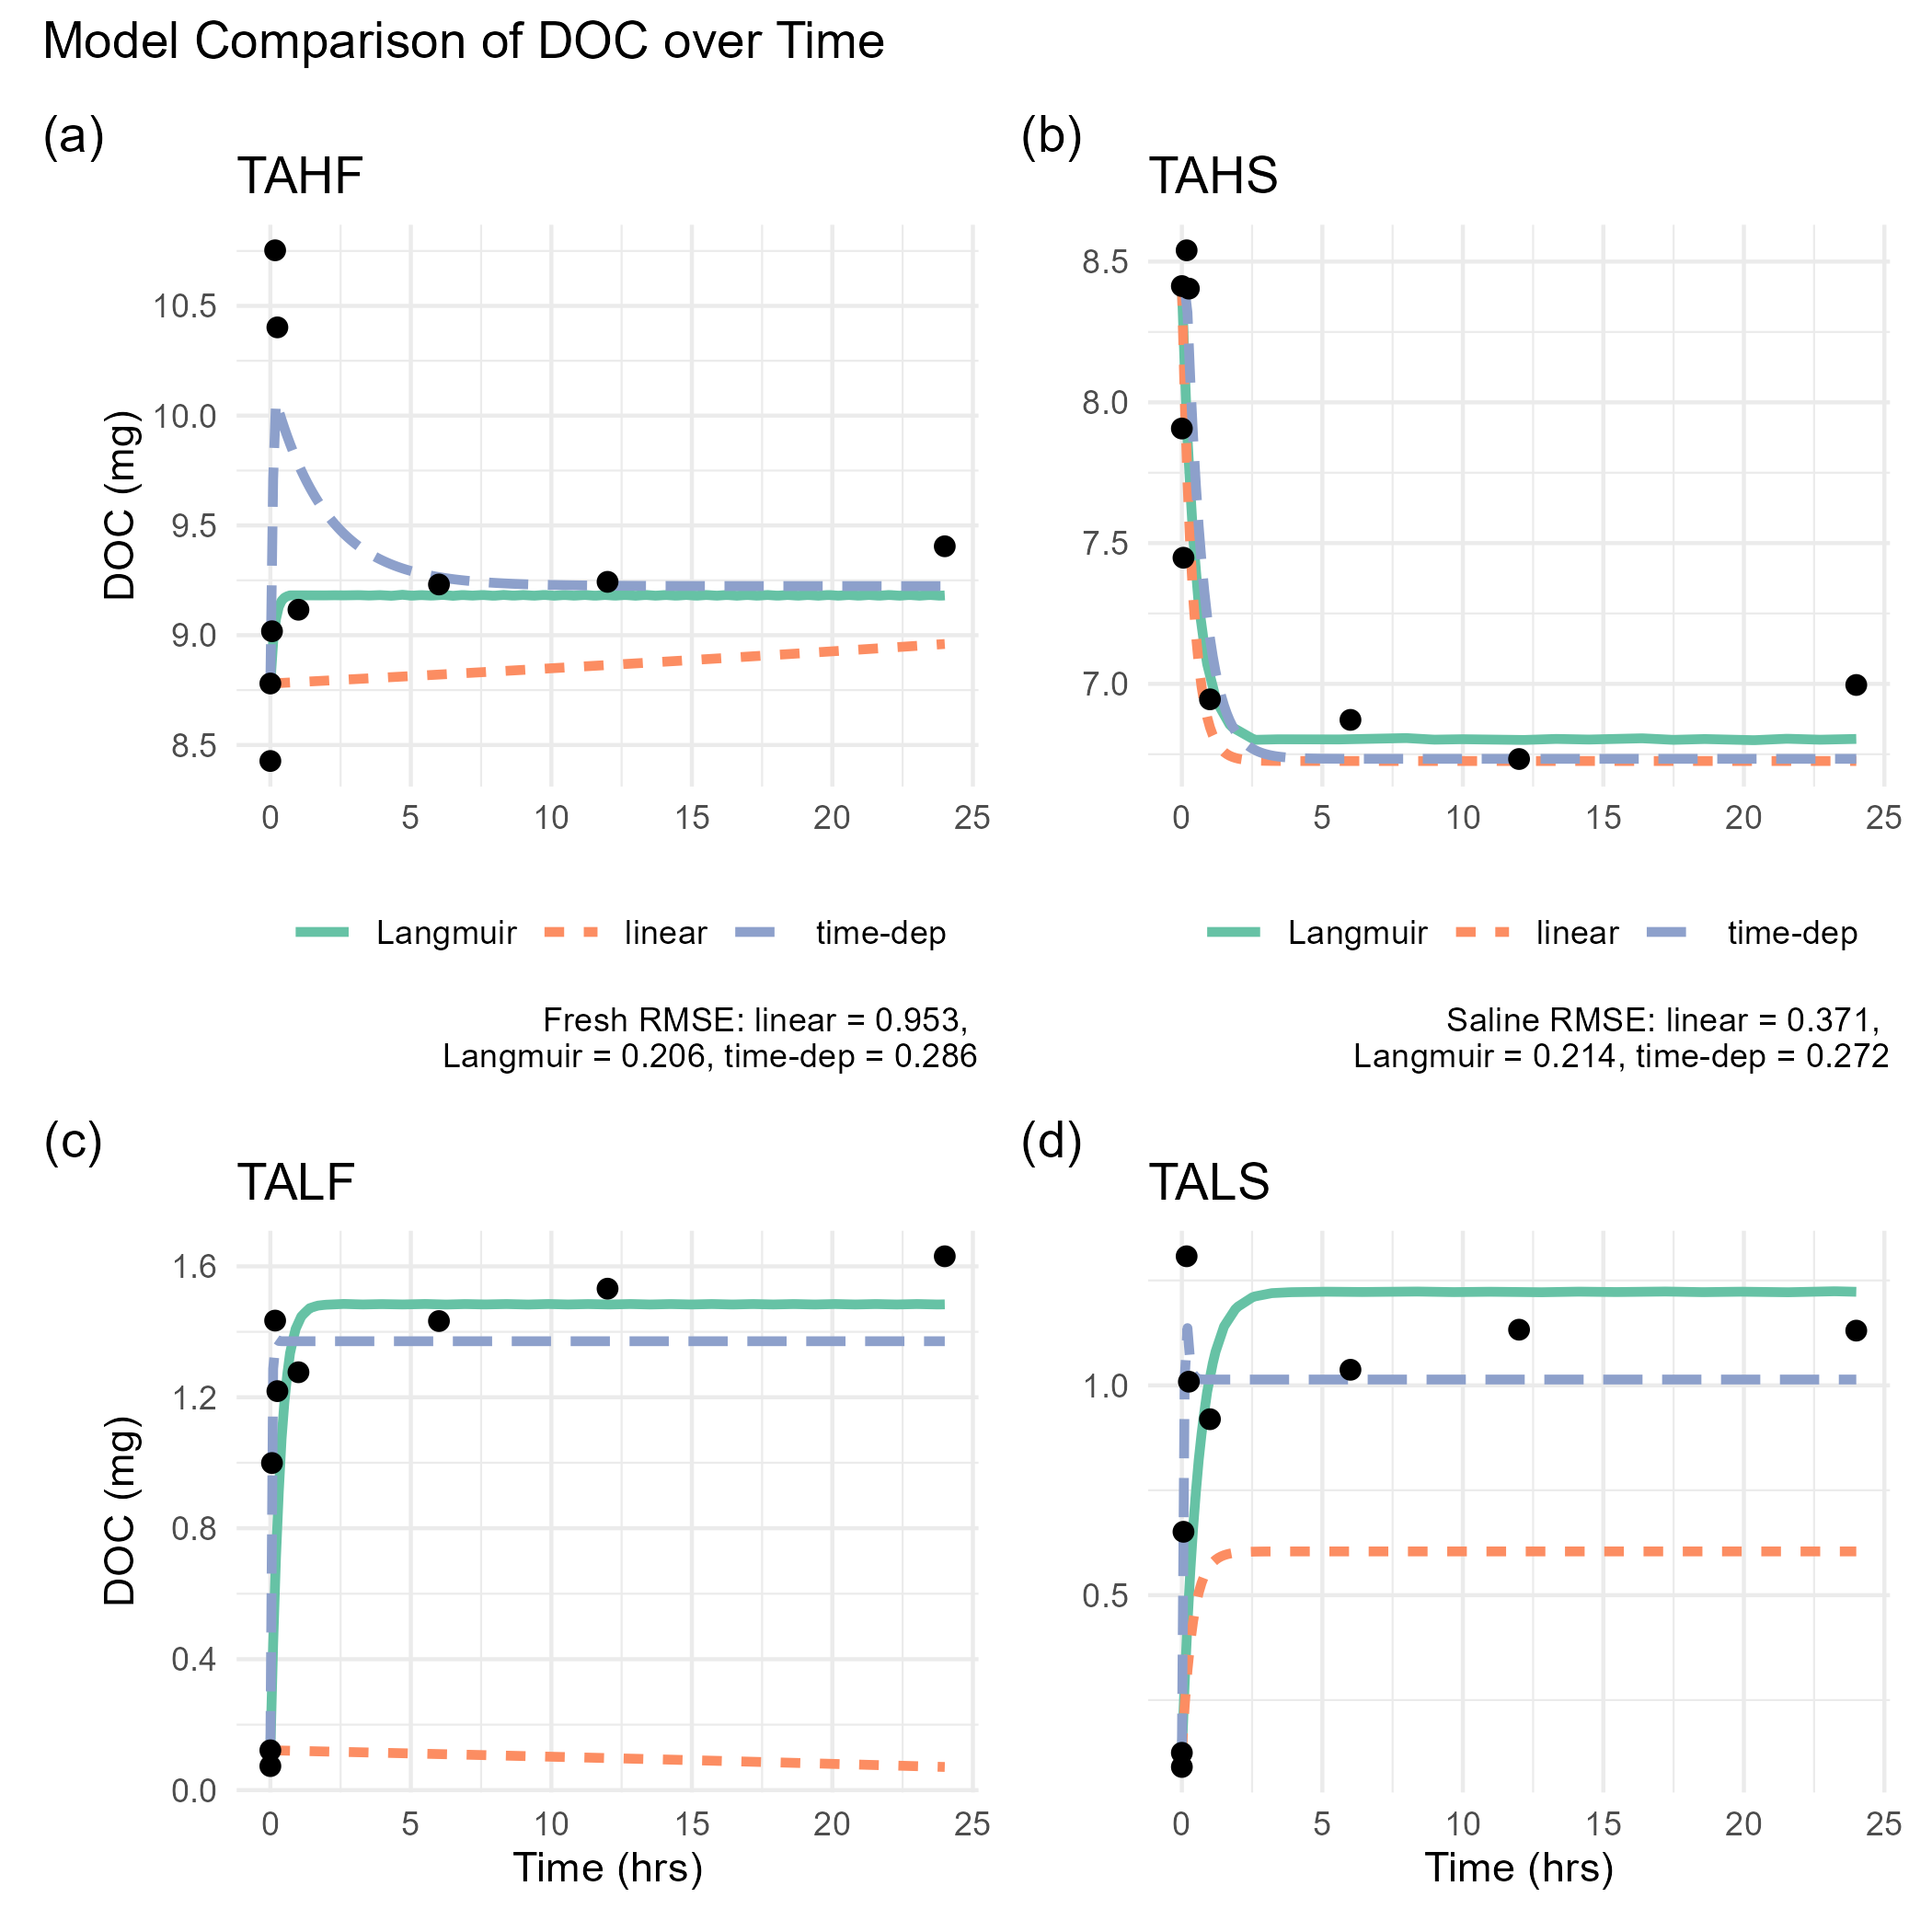 Model Comparison of DOC over Time
(a)
TAHF
DOC (mg)
10.5
10.0
9.5
9.0
8.5
0 5 10 15 20 25
Langmuir linear time-dep
Fresh RMSE: linear = 0.953,
Langmuir = 0.206, time-dep = 0.286
(b)
TAHS
8.5
8.0
7.5
7.0
0 5 10 15 20 25
Langmuir linear time-dep
Saline RMSE: linear = 0.371,
Langmuir = 0.214, time-dep = 0.272
(c)
TALF
DOC (mg)
1.6
1.2
0.8
0.4
0.0
0 5 10 15 20 25
Time (hrs)
(d)
TALS
1.0
0.5
0 5 10 15 20 25
Time (hrs)